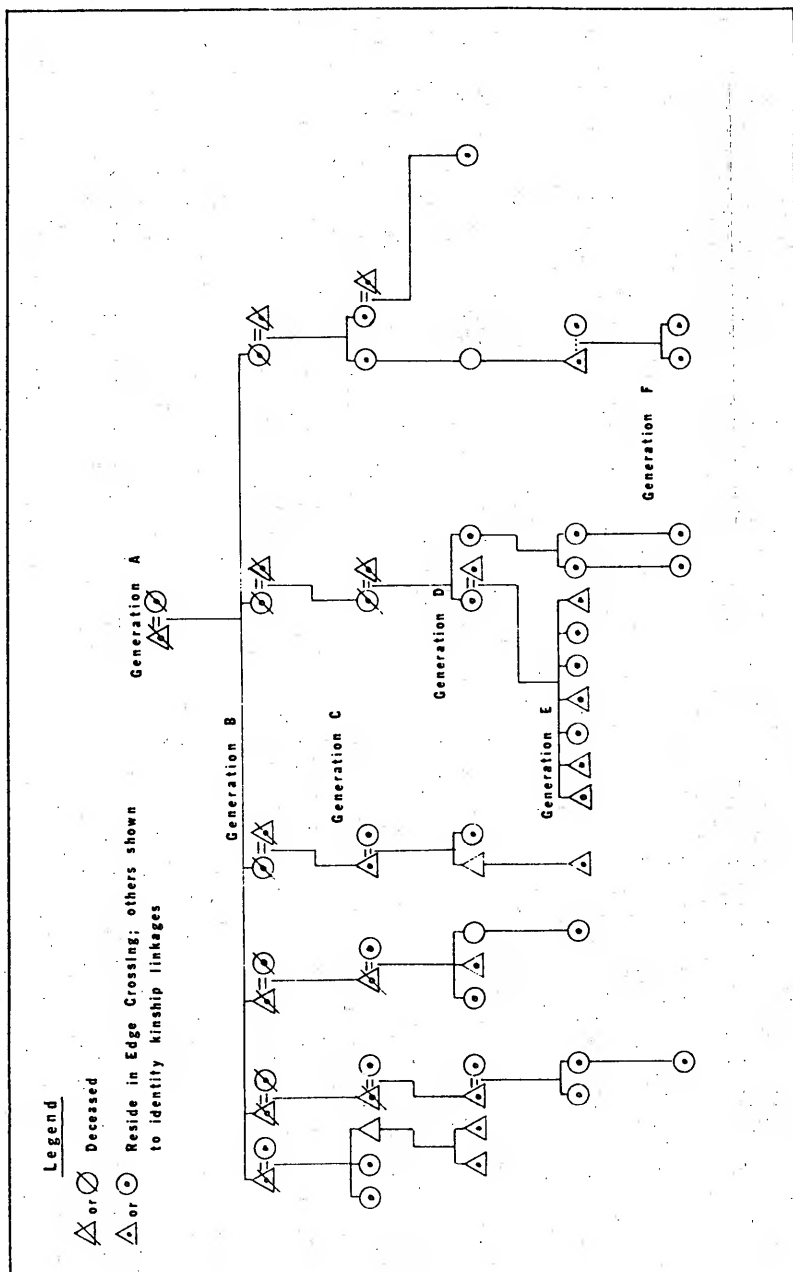 Legend
or Deceased
or Reside in Edge Crossing; others shown
to identify kinship linkages
Generation A
Generation B
Generation C
Generation D
Generation E
Generation F